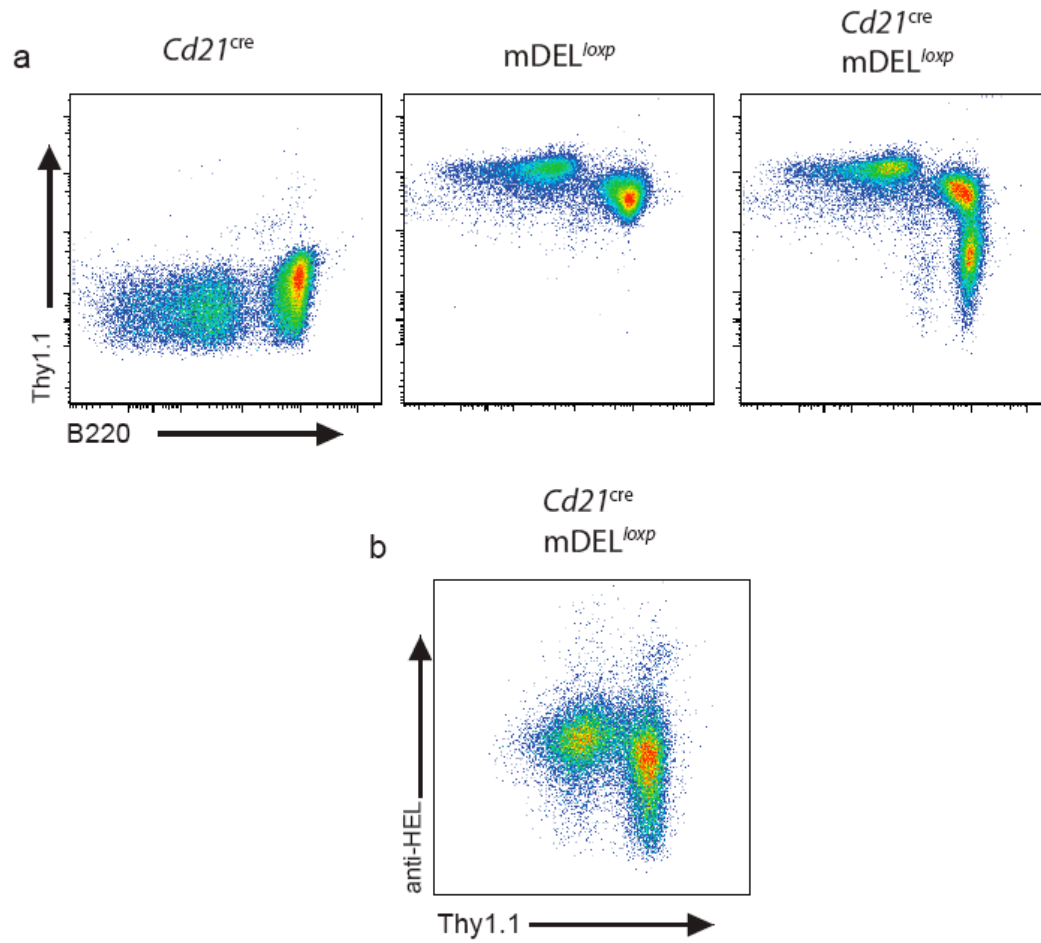 a
Cd21cre
mDELloxp
Cd21cre
mDELloxp
Thy1.1
B220
b
Cd21cre
mDELloxp
anti-HEL
Thy1.1